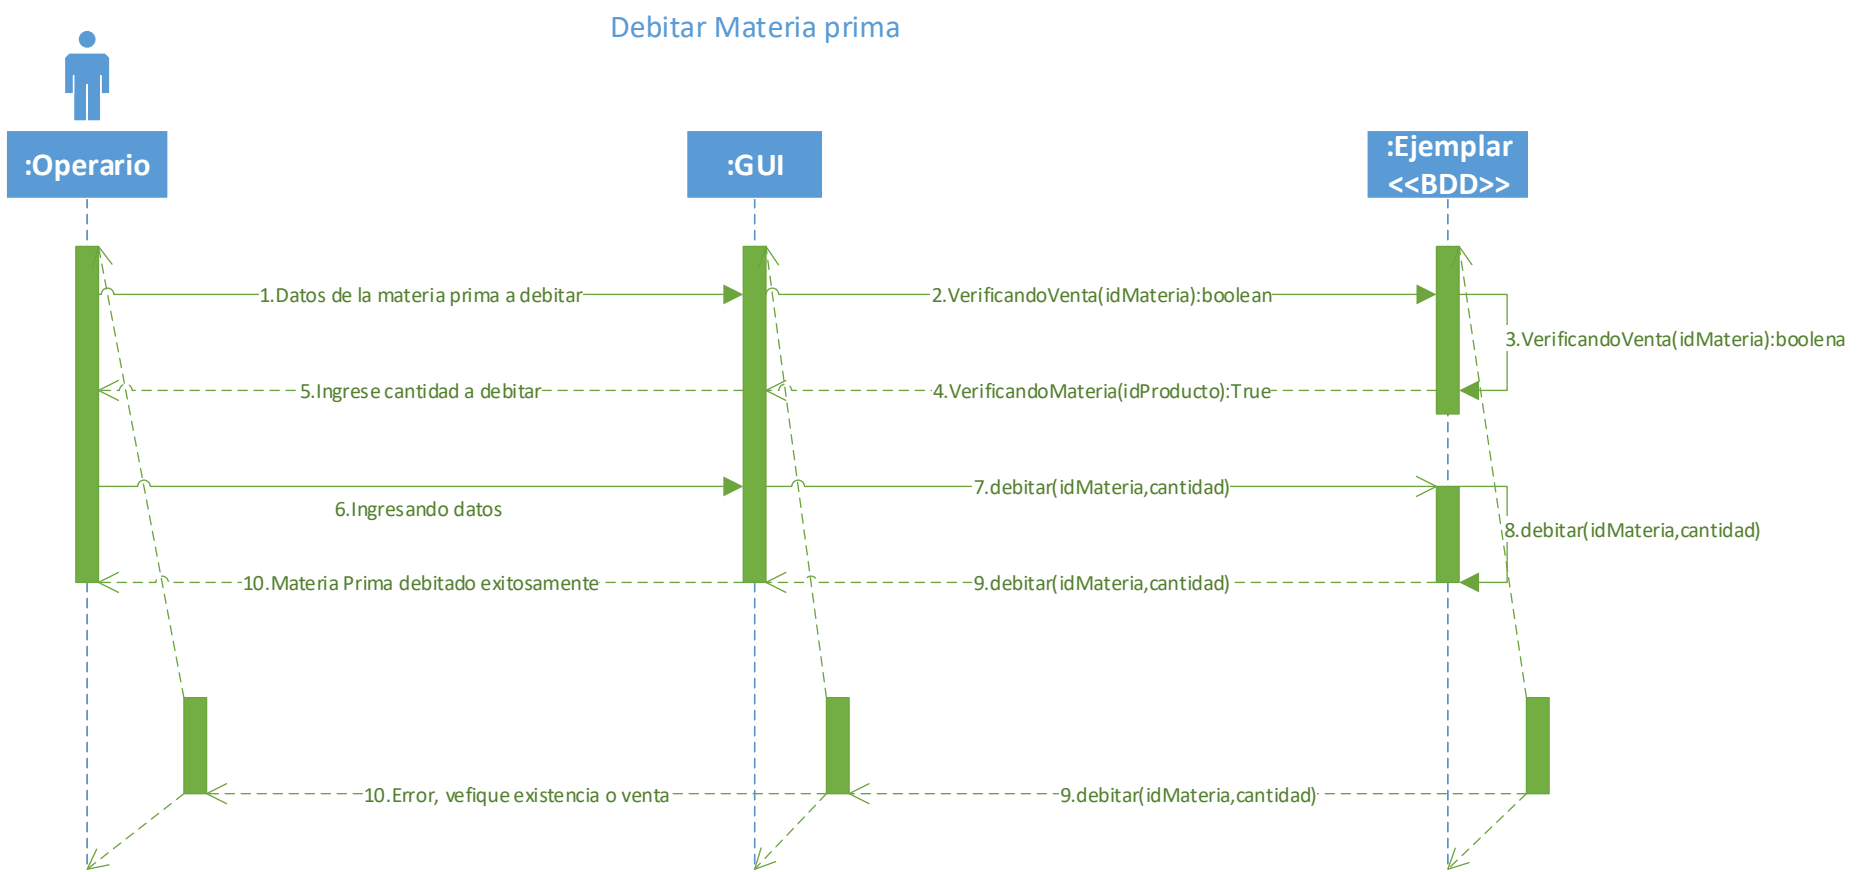 Debitar Materia prima
:Operario
:GUI
:Ejemplar
<<BDD>>
1.Datos de la materia prima a debitar
2.VerificandoVenta(idMateria):boolean
3.VerificandoVenta(idMateria):boolena
5.Ingrese cantidad a debitar
4.VerificandoMateria(idProducto):True
6.Ingresando datos
7.debitar(idMateria,cantidad)
8.debitar(idMateria,cantidad)
10.Materia Prima debitado exitosamente
9.debitar(idMateria,cantidad)
10.Error, vefique existencia o venta
9.debitar(idMateria,cantidad)